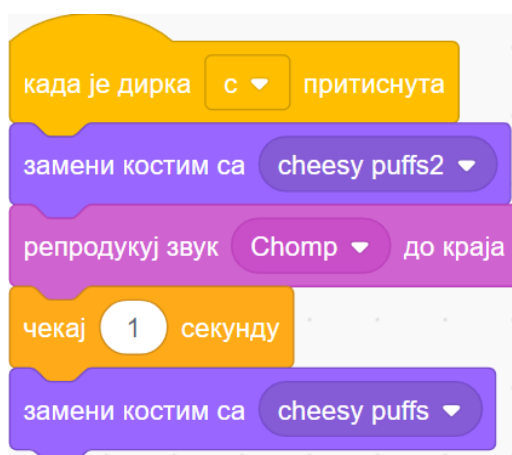 када је дирка c притиснута
замени костим са cheesy puffs2
репродукуј звук Chomp до краја
чекај 1 секунду
замени костим са cheesy puffs